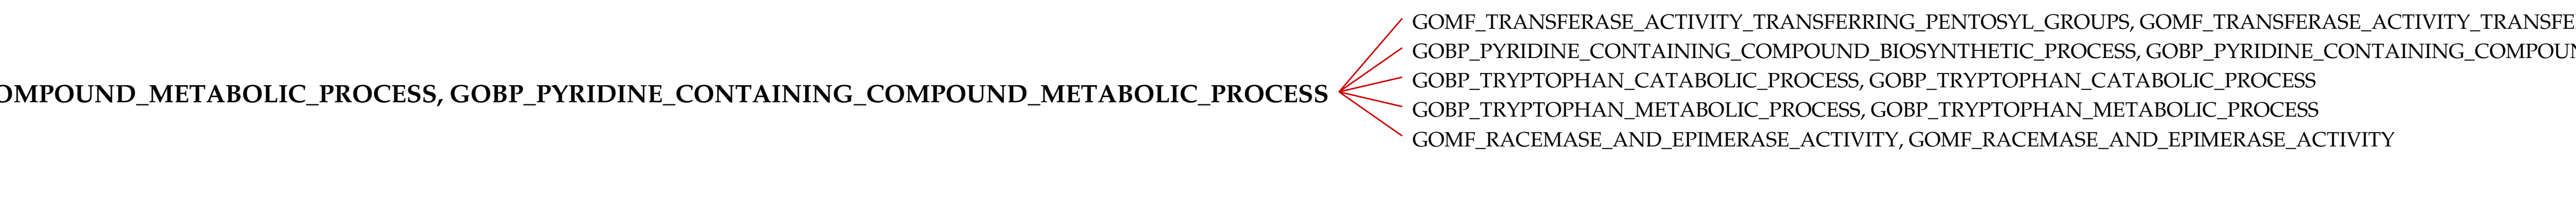 GOMF_TRANSFERASE_ACTIVITY_TRANSFERRING_PENTOSYL_GROUPS, GOMF_TRANSFERASE_ACTIVITY_TRANSFE
GOBP_PYRIDINE_CONTAINING_COMPOUND_BIOSYNTHETIC_PROCESS, GOBP_PYRIDINE_CONTAINING_COMPOUN
GOBP_TRYPTOPHAN_CATABOLIC_PROCESS, GOBP_TRYPTOPHAN_CATABOLIC_PROCESS
OMPOUND_METABOLIC_PROCESS, GOBP_PYRIDINE_CONTAINING_COMPOUND_METABOLIC_PROCESS
GOBP_TRYPTOPHAN_METABOLIC_PROCESS, GOBP_TRYPTOPHAN_METABOLIC_PROCESS
GOMF_RACEMASE_AND_EPIMERASE_ACTIVITY, GOMF_RACEMASE_AND_EPIMERASE_ACTIVITY